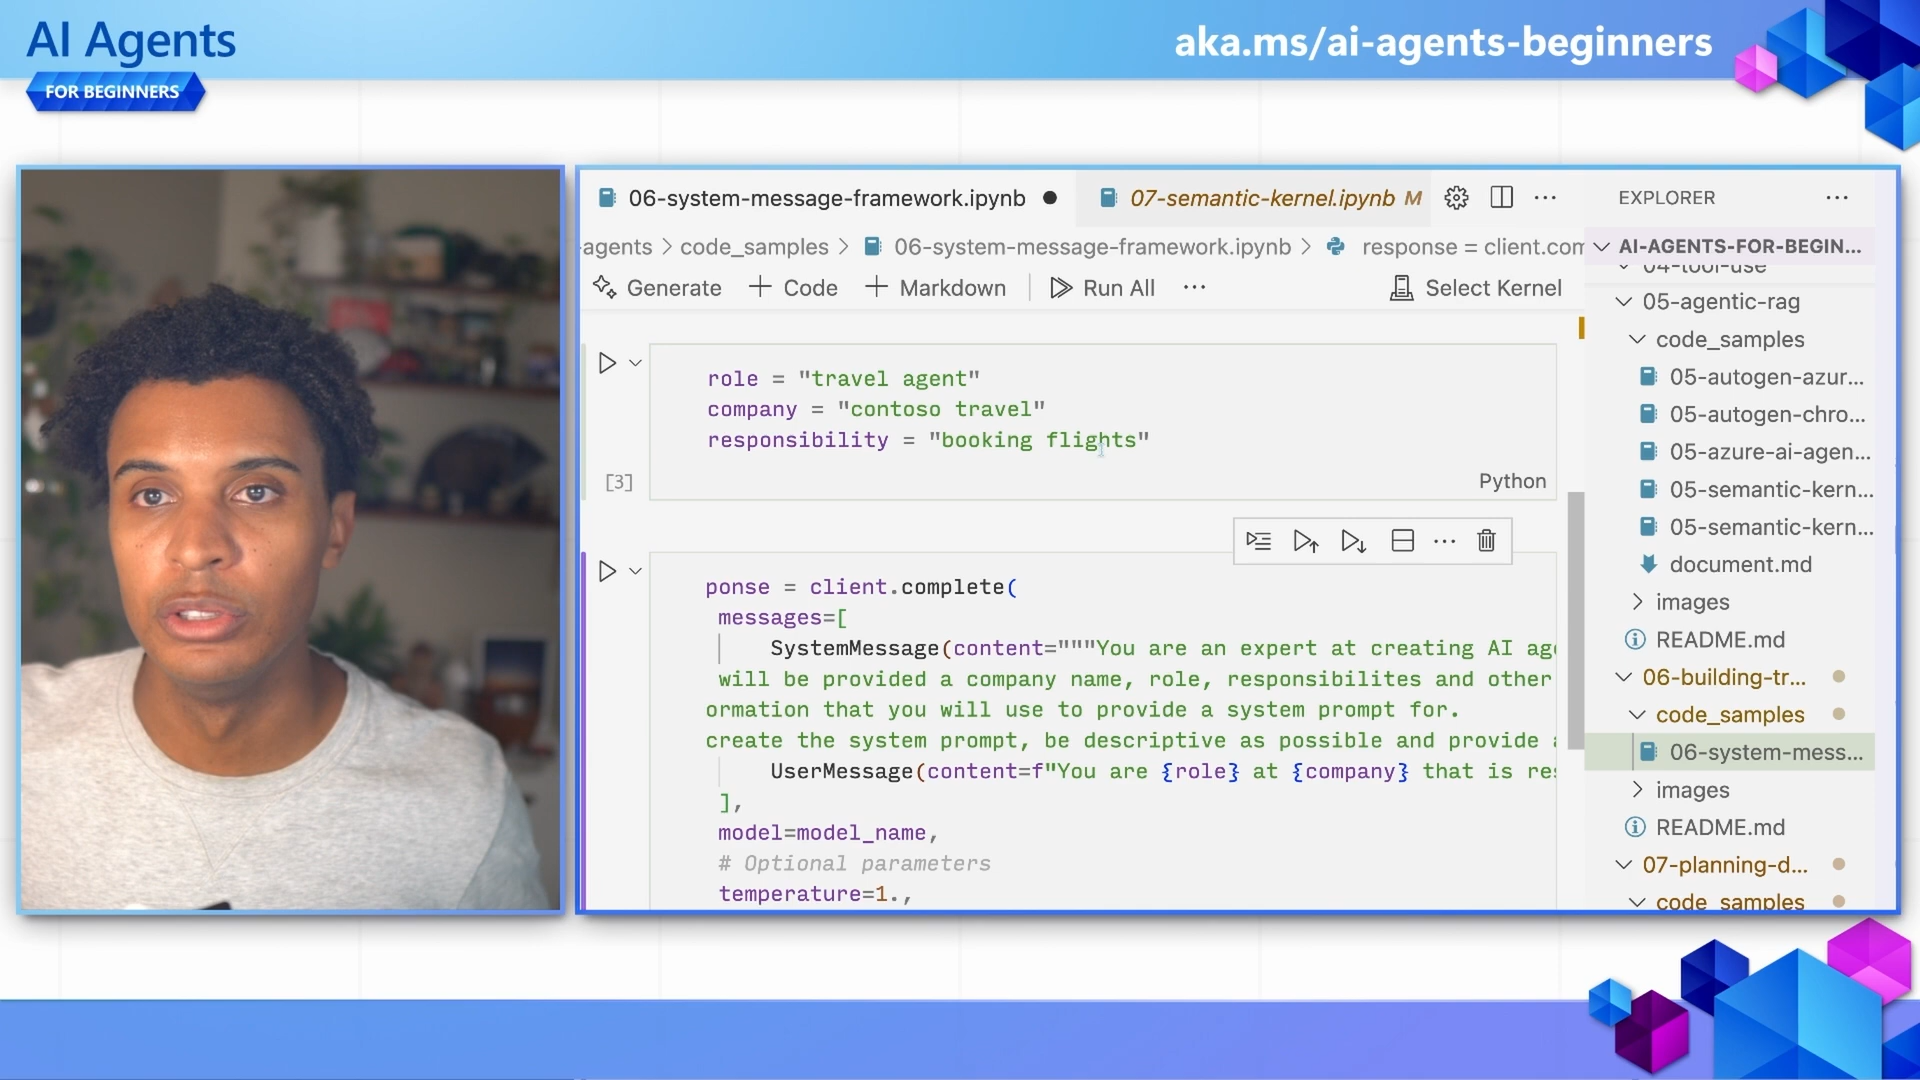 AI Agents
FOR BEGINNERS
aka.ms/ai-agents-beginners
06-system-message-framework.ipynb
07-semantic-kernel.ipynb M
EXPLORER
agents > code_samples > 06-system-message-framework.ipynb > response = client.com
AI-AGENTS-FOR-BEGIN...
Generate + Code + Markdown Run All ... Select Kernel
04-tool-use
05-agentic-rag
code_samples
05-autogen-azur...
05-autogen-chro...
05-azure-ai-agen...
05-semantic-kern...
05-semantic-kern...
document.md
images
README.md
06-building-tr...
code_samples
06-system-mess...
images
README.md
07-planning-d...
code_samples
role = "travel agent"
company = "contoso travel"
responsibility = "booking flights"
[3]
Python
ponse = client.complete(
messages=[
SystemMessage(content="""You are an expert at creating AI age
will be provided a company name, role, responsibilites and other
ormation that you will use to provide a system prompt for.
create the system prompt, be descriptive as possible and provide a
UserMessage(content=f"You are {role} at {company} that is res
],
model=model_name,
# Optional parameters
temperature=1.,